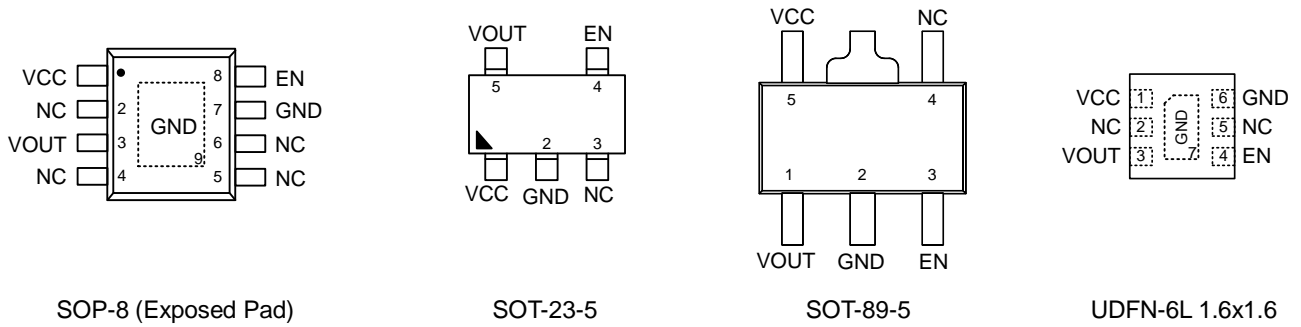 VCC 8 EN
NC 2 7 GND
GND
VOUT 3 6 NC
9
NC 4 5 NC
SOP-8 (Exposed Pad)
VOUT EN
5 4
2 3
VCC GND NC
SOT-23-5
VCC NC
5 4
1 2 3
VOUT GND EN
SOT-89-5
VCC 1 6 GND
NC 2 GND 5 NC
VOUT 3 7 4 EN
UDFN-6L 1.6x1.6